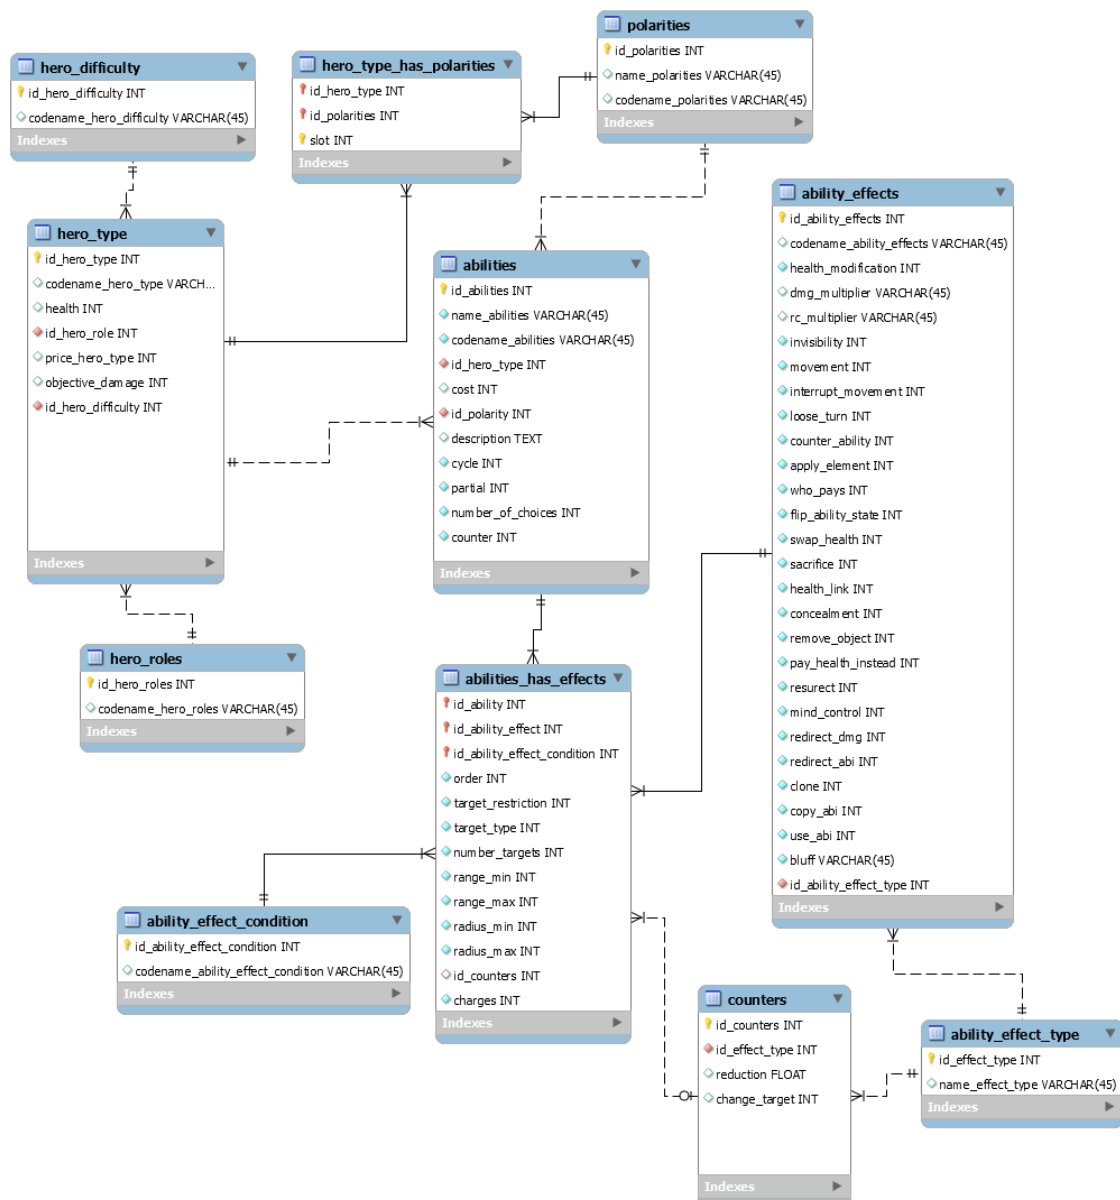 hero_difficulty
id_hero_difficulty INT
codename_hero_difficulty VARCHAR(45)
Indexes
hero_type_has_polarities
id_hero_type INT
id_polarities INT
slot INT
Indexes
polarities
id_polarities INT
name_polarities VARCHAR(45)
codename_polarities VARCHAR(45)
Indexes
hero_type
id_hero_type INT
codename_hero_type VARCH...
health INT
id_hero_role INT
price_hero_type INT
objective_damage INT
id_hero_difficulty INT
Indexes
abilities
id_abilities INT
name_abilities VARCHAR(45)
codename_abilities VARCHAR(45)
id_hero_type INT
cost INT
id_polarity INT
description TEXT
cycle INT
partial INT
number_of_choices INT
counter INT
Indexes
ability_effects
id_ability_effects INT
codename_ability_effects VARCHAR(45)
health_modification INT
dmg_multiplier VARCHAR(45)
rc_multiplier VARCHAR(45)
invisibility INT
movement INT
interrupt_movement INT
loose_turn INT
counter_ability INT
apply_element INT
who_pays INT
flip_ability_state INT
swap_health INT
sacrifice INT
health_link INT
concealment INT
remove_object INT
pay_health_instead INT
resurect INT
mind_control INT
redirect_dmg INT
redirect_abi INT
clone INT
copy_abi INT
use_abi INT
bluff VARCHAR(45)
id_ability_effect_type INT
Indexes
hero_roles
id_hero_roles INT
codename_hero_roles VARCHAR(45)
Indexes
abilities_has_effects
id_ability INT
id_ability_effect INT
id_ability_effect_condition INT
order INT
target_restriction INT
target_type INT
number_targets INT
range_min INT
range_max INT
radius_min INT
radius_max INT
id_counters INT
charges INT
Indexes
ability_effect_condition
id_ability_effect_condition INT
codename_ability_effect_condition VARCHAR(45)
Indexes
counters
id_counters INT
id_effect_type INT
reduction FLOAT
change_target INT
Indexes
ability_effect_type
id_effect_type INT
name_effect_type VARCHAR(45)
Indexes